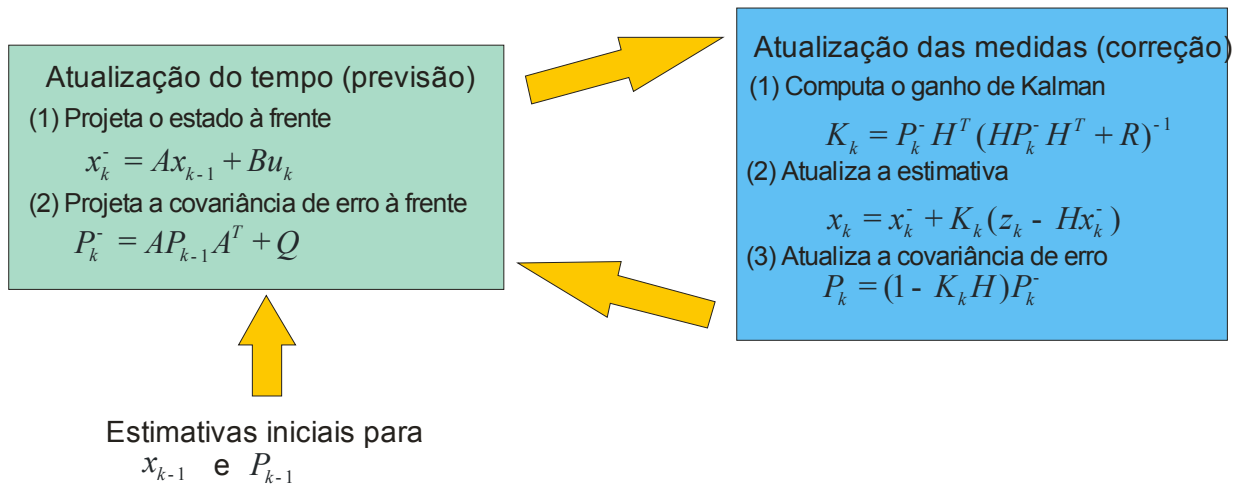 Atualização do tempo (previsão)
(1) Projeta o estado à frente
x_k^- = Ax_{k-1} + Bu_k
(2) Projeta a covariância de erro à frente
P_k^- = AP_{k-1}A^T + Q
Atualização das medidas (correção)
(1) Computa o ganho de Kalman
K_k = P_k^- H^T (HP_k^- H^T + R)^{-1}
(2) Atualiza a estimativa
x_k = x_k^- + K_k(z_k - Hx_k^-)
(3) Atualiza a covariância de erro
P_k = (1 - K_k H)P_k^-
Estimativas iniciais para
x_{k-1} e P_{k-1}